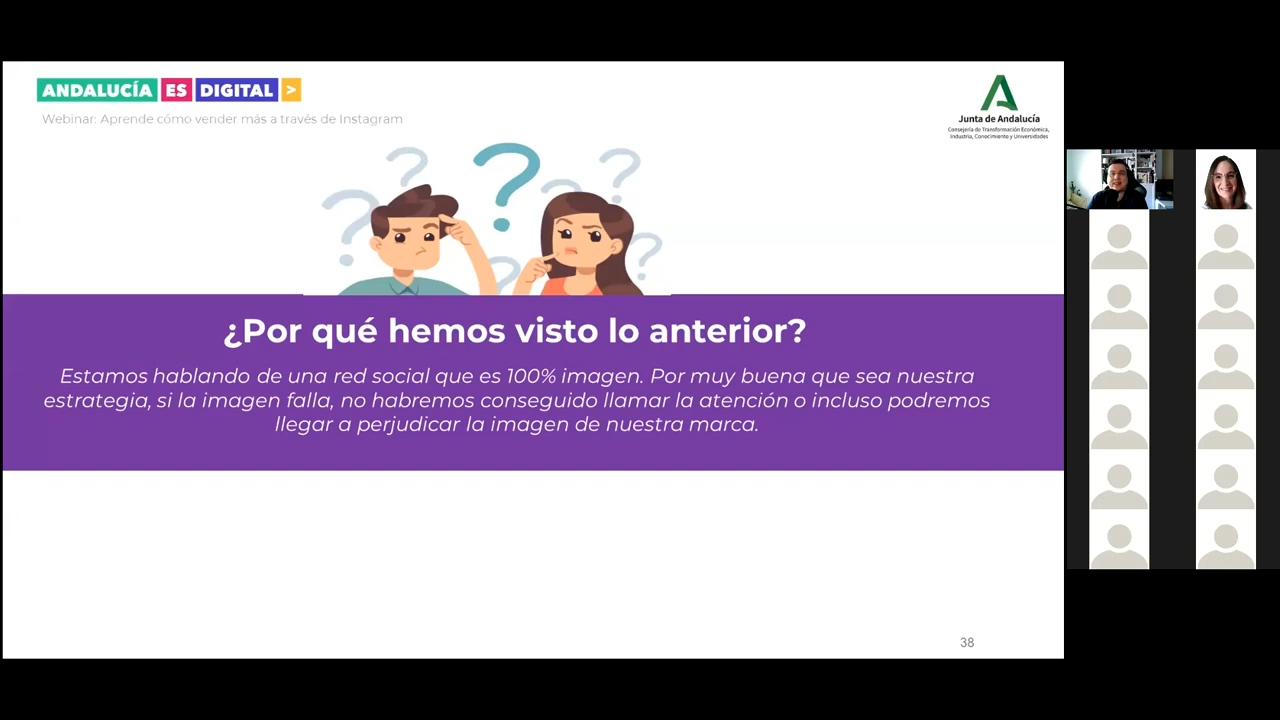 ANDALUCÍA ES DIGITAL >
Webinar: Aprende cómo vender más a través de Instagram
Junta de Andalucía
Consejería de Transformación Económica,
Industria, Conocimiento y Universidades
¿Por qué hemos visto lo anterior?
Estamos hablando de una red social que es 100% imagen. Por muy buena que sea nuestra
estrategia, si la imagen falla, no habremos conseguido llamar la atención o incluso podremos
llegar a perjudicar la imagen de nuestra marca.
38